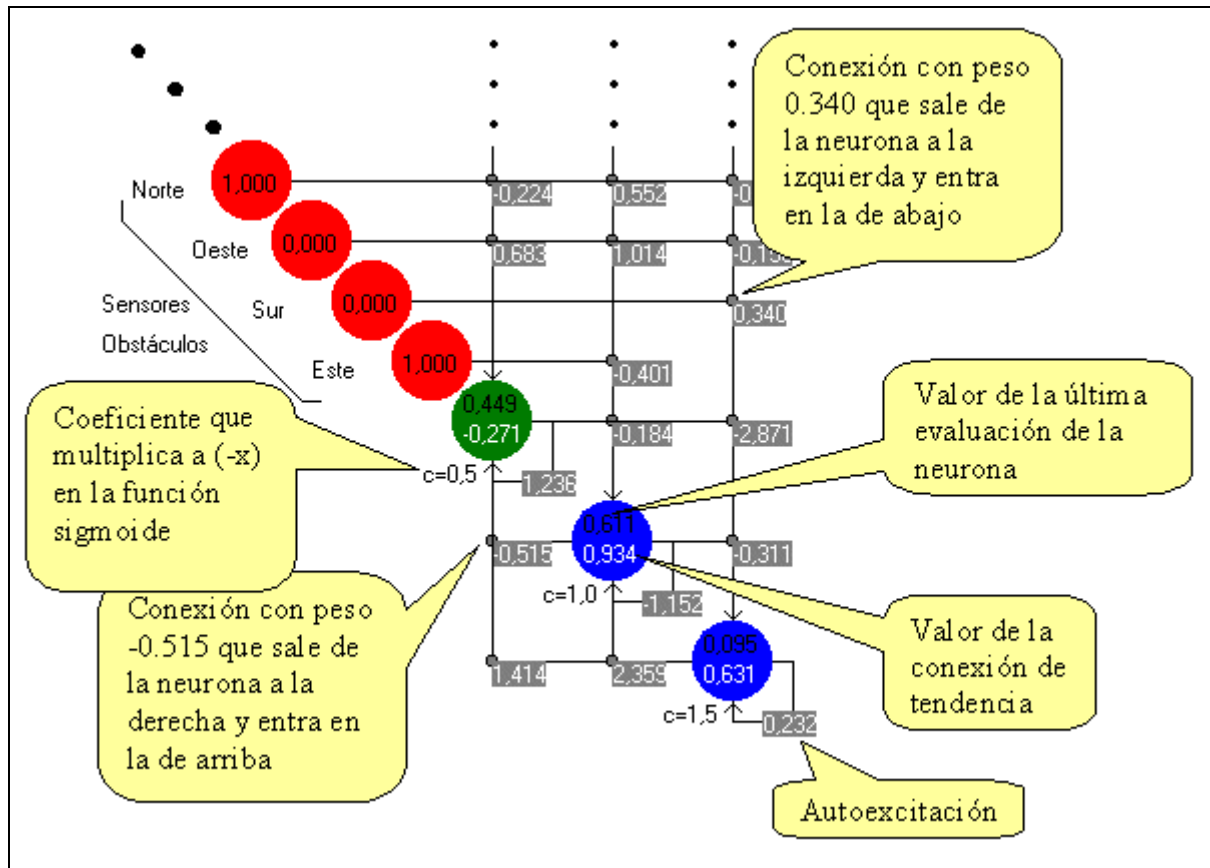 Conexión con peso
0.340 que sale de
la neurona a la
izquierda y entra
en la de abajo
Norte
1,000
-0,224
0,552
Oeste
0,000
0,683
1,014
Sensores
Obstáculos
Sur
0,000
0,340
Este
1,000
-0,401
Coeficiente que
multiplica a (-x)
en la función
sigmoide
0,449
-0,271
-0,184
-2,871
c=0,5
1,236
Valor de la última
evaluación de la
neurona
0,611
0,934
-0,515
-0,311
c=1,0
-1,152
Conexión con peso
-0.515 que sale de
la neurona a la
derecha y entra en
la de arriba
Valor de la
conexión de
tendencia
0,095
0,631
1,414
2,359
c=1,5
0,232
Autoexcitación